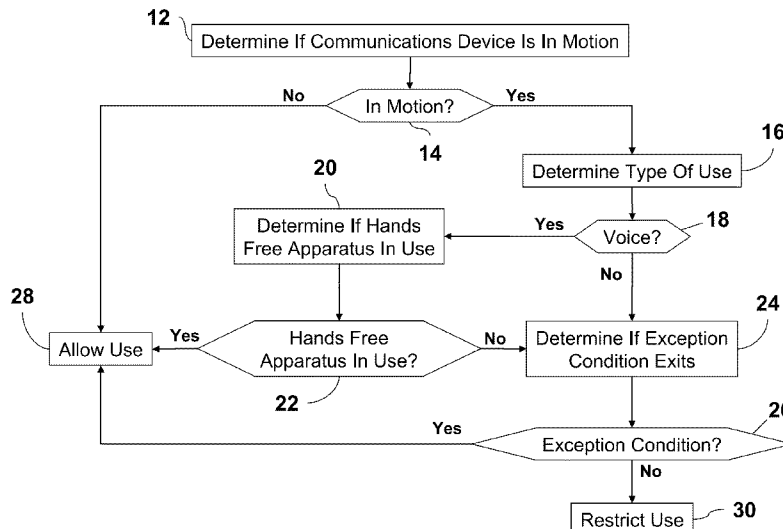 12
Determine If Communications Device Is In Motion
No
In Motion?
Yes
14
16
Determine Type Of Use
20
Determine If Hands
Free Apparatus In Use
Yes
Voice?
18
No
28
Allow Use
Yes
Hands Free
Apparatus In Use?
No
22
Determine If Exception
Condition Exits
24
26
Yes
Exception Condition?
No
Restrict Use
30